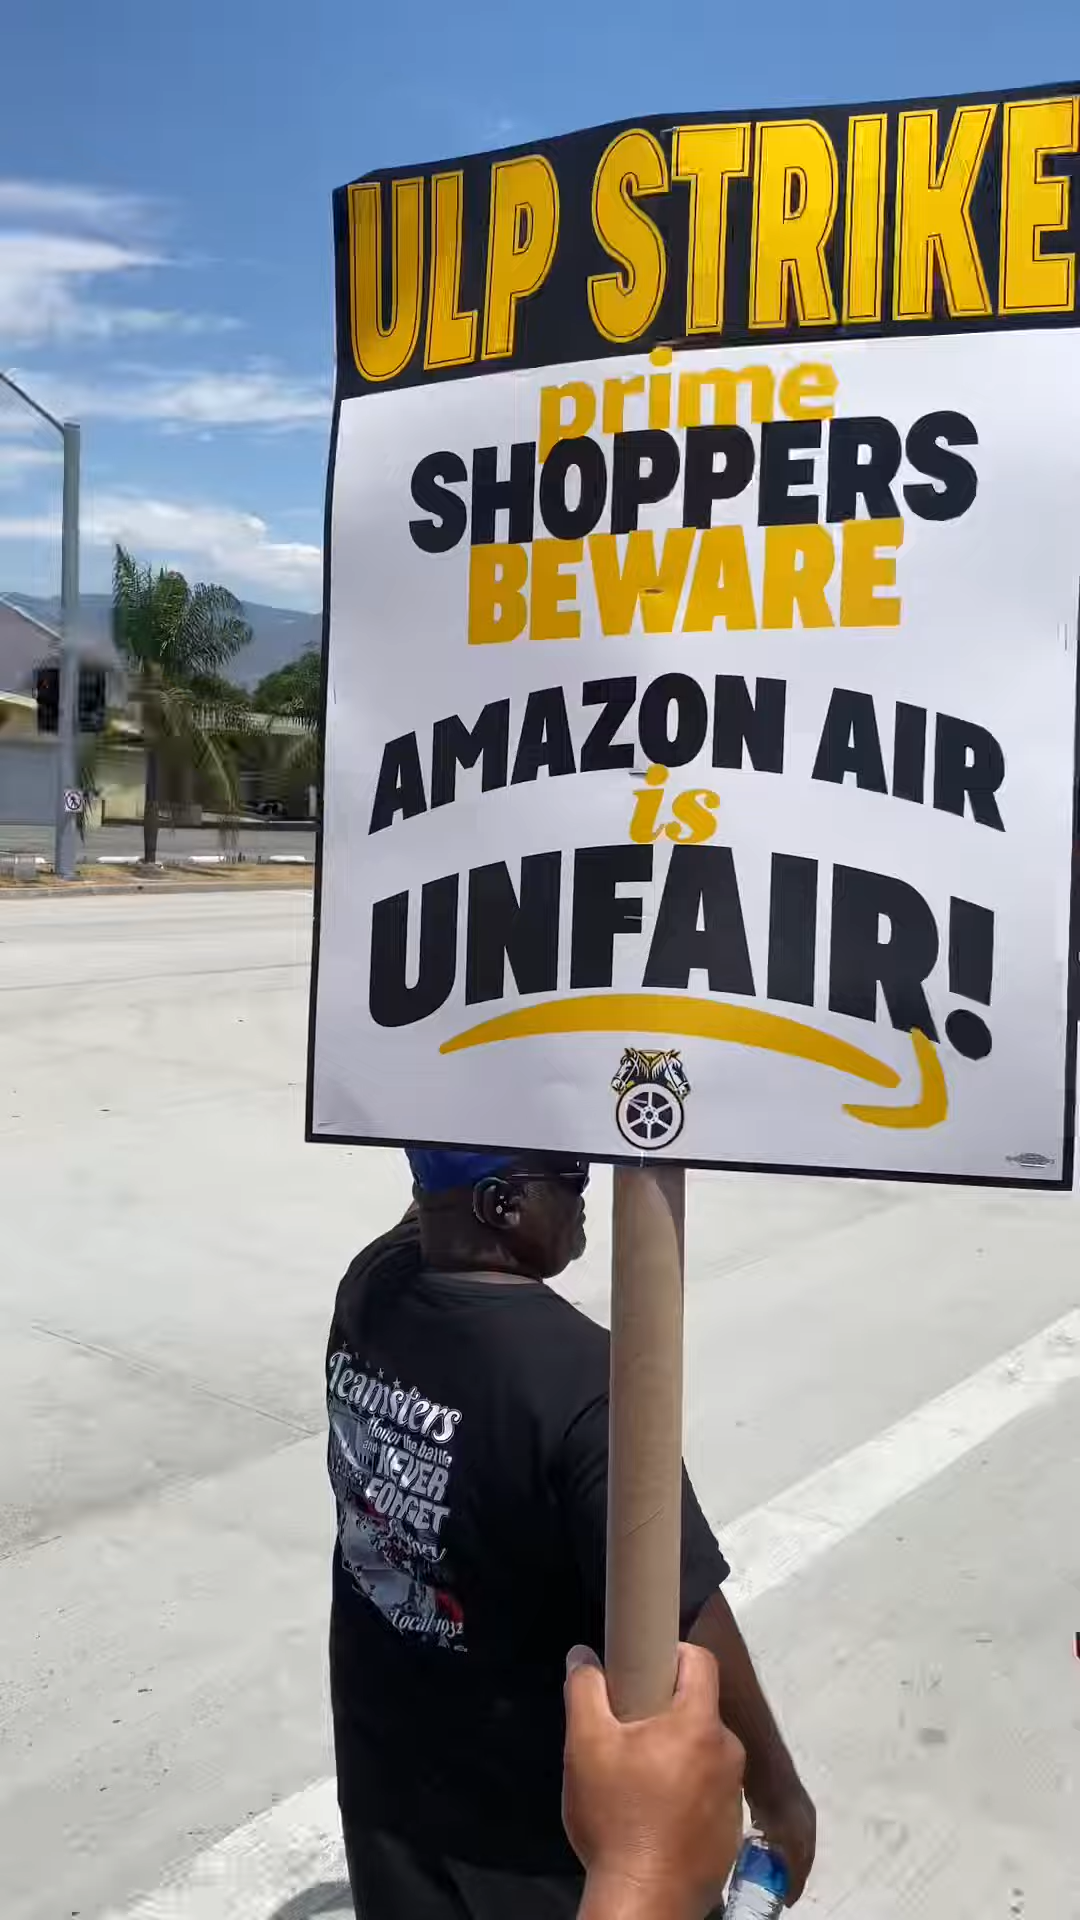 ULP STRIKE
prime
SHOPPERS
BEWARE
AMAZON AIR
is
UNFAIR!
Teamsters
Honor the battle
and NEVER
FORGET
Local 1932